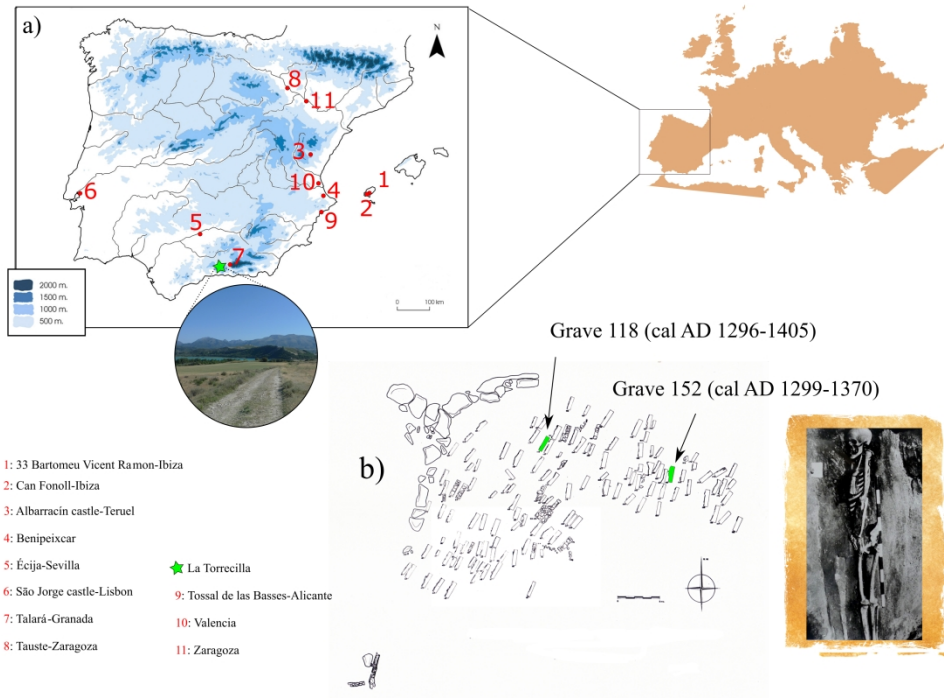 a)
N
8
11
3
10
4
1
6
2
9
5
7
2000 m.
1500 m.
1000 m.
500 m.
0 100 km
Grave 118 (cal AD 1296-1405)
Grave 152 (cal AD 1299-1370)
b)
1: 33 Bartomeu Vicent Ramon-Ibiza
2: Can Fonoll-Ibiza
3: Albarracín castle-Teruel
4: Benipeixcar
5: Écija-Sevilla
6: São Jorge castle-Lisbon
7: Talará-Granada
8: Tauste-Zaragoza
La Torrecilla
9: Tossal de las Basses-Alicante
10: Valencia
11: Zaragoza